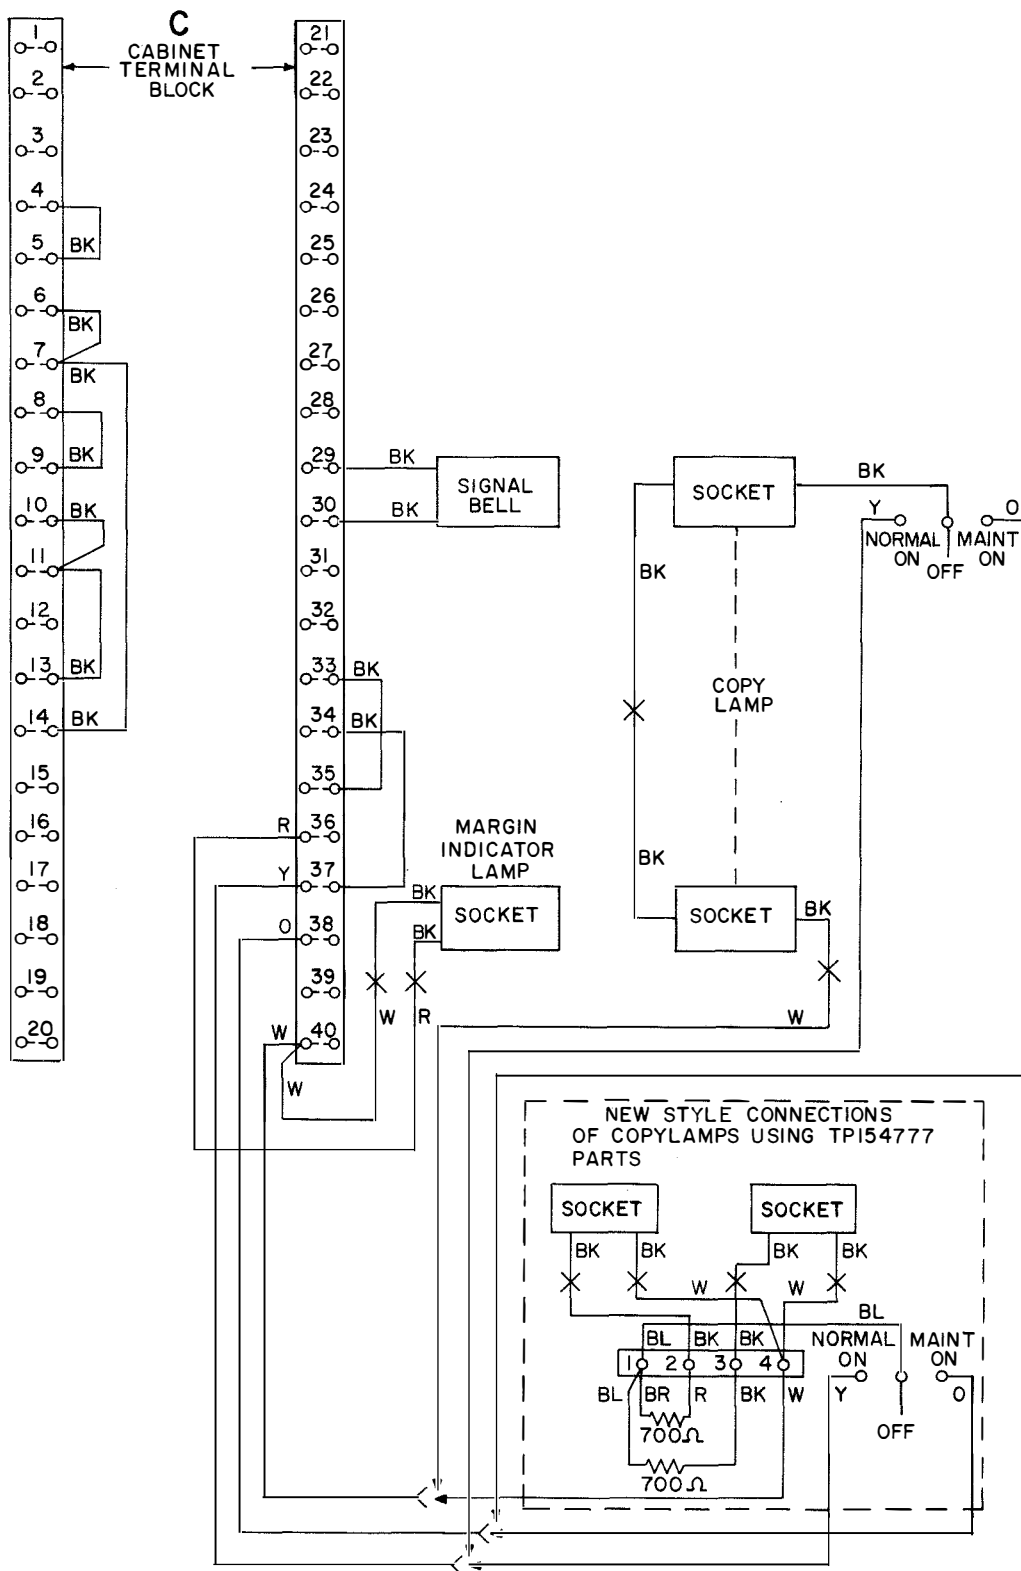 C
CABINET
TERMINAL
BLOCK
1
2
3
4
5
BK
6
BK
7
BK
8
9
BK
10
BK
11
12
13
BK
14
BK
15
16
17
18
19
20
21
22
23
24
25
26
27
28
29
BK
30
BK
SIGNAL
BELL
31
32
33
BK
34
BK
35
R
36
Y
37
O
38
39
W
40
W
MARGIN
INDICATOR
LAMP
BK
BK
SOCKET
W
R
SOCKET
BK
BK
COPY
LAMP
BK
SOCKET
BK
W
Y
NORMAL
ON
OFF
MAINT
ON
O
NEW STYLE CONNECTIONS
OF COPYLAMPS USING TP154777
PARTS
SOCKET
SOCKET
BK
BK
BK
BK
W
W
BL
BL
BK
BK
1
2
3
4
BL
BR
R
BK
W
700Ω
700Ω
NORMAL
ON
MAINT
ON
Y
O
OFF